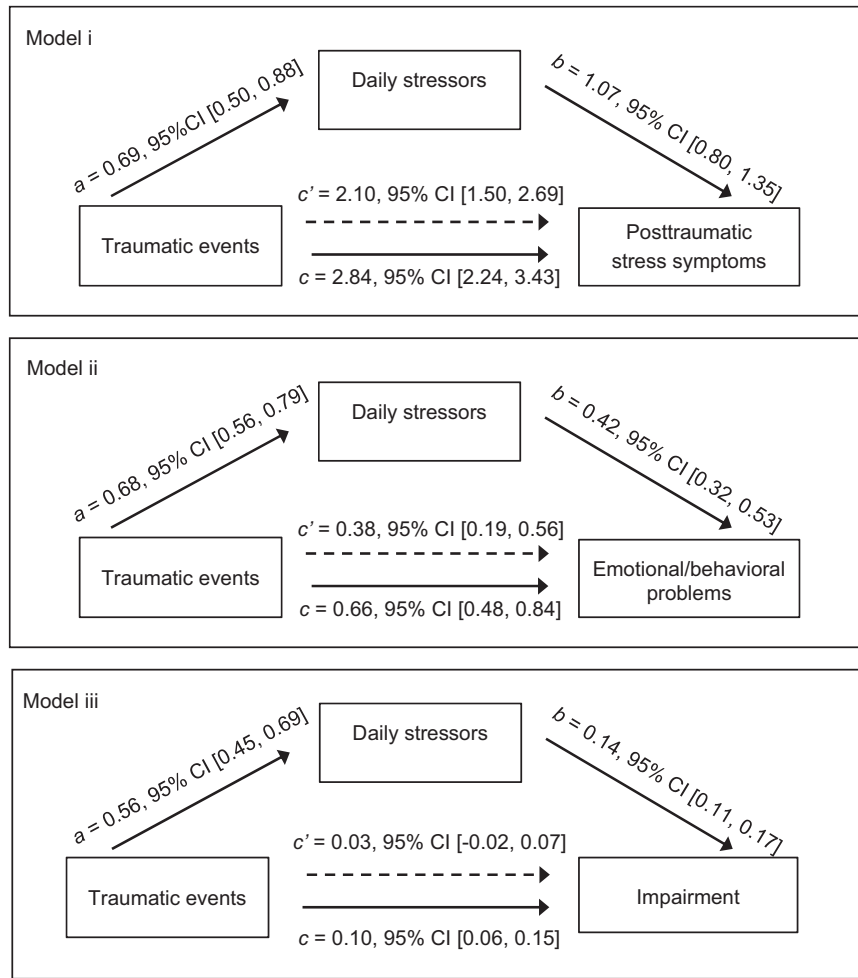 Model i
Daily stressors
a = 0.69, 95%CI [0.50, 0.88]
b = 1.07, 95% CI [0.80, 1.35]
c’ = 2.10, 95% CI [1.50, 2.69]
Traumatic events
Posttraumatic
stress symptoms
c = 2.84, 95% CI [2.24, 3.43]
Model ii
Daily stressors
a = 0.68, 95% CI [0.56, 0.79]
b = 0.42, 95% CI [0.32, 0.53]
c’ = 0.38, 95% CI [0.19, 0.56]
Traumatic events
Emotional/behavioral
problems
c = 0.66, 95% CI [0.48, 0.84]
Model iii
Daily stressors
a = 0.56, 95% CI [0.45, 0.69]
b = 0.14, 95% CI [0.11, 0.17]
c’ = 0.03, 95% CI [-0.02, 0.07]
Traumatic events
Impairment
c = 0.10, 95% CI [0.06, 0.15]